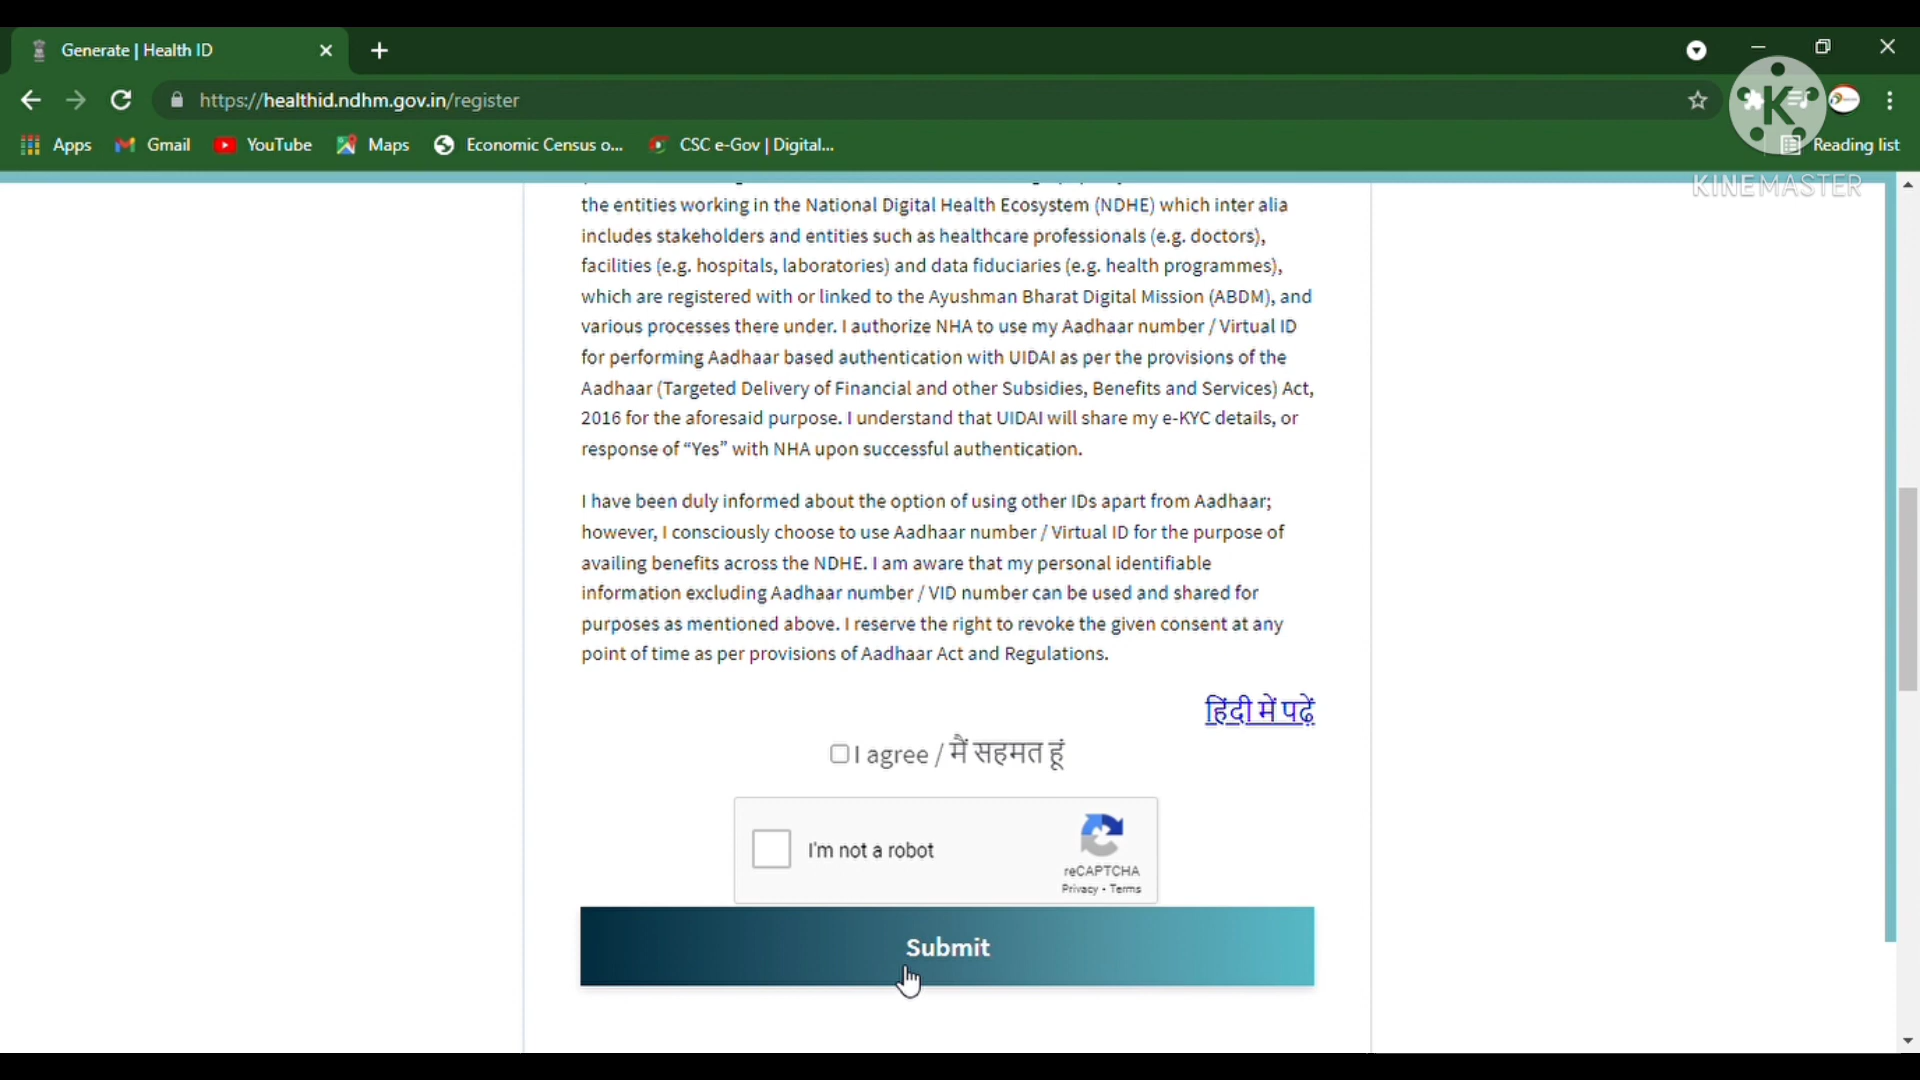 Generate | Health ID
https://healthid.ndhm.gov.in/register
Apps Gmail YouTube Maps Economic Census o... CSC e-Gov | Digital... Reading list
K
KINEMASTER
the entities working in the National Digital Health Ecosystem (NDHE) which inter alia
includes stakeholders and entities such as healthcare professionals (e.g. doctors),
facilities (e.g. hospitals, laboratories) and data fiduciaries (e.g. health programmes),
which are registered with or linked to the Ayushman Bharat Digital Mission (ABDM), and
various processes there under. I authorize NHA to use my Aadhaar number / Virtual ID
for performing Aadhaar based authentication with UIDAI as per the provisions of the
Aadhaar (Targeted Delivery of Financial and other Subsidies, Benefits and Services) Act,
2016 for the aforesaid purpose. I understand that UIDAI will share my e-KYC details, or
response of “Yes” with NHA upon successful authentication.
I have been duly informed about the option of using other IDs apart from Aadhaar;
however, I consciously choose to use Aadhaar number / Virtual ID for the purpose of
availing benefits across the NDHE. I am aware that my personal identifiable
information excluding Aadhaar number / VID number can be used and shared for
purposes as mentioned above. I reserve the right to revoke the given consent at any
point of time as per provisions of Aadhaar Act and Regulations.
हिंदी में पढ़ें
I agree / मैं सहमत हूं
I'm not a robot
reCAPTCHA
Privacy - Terms
Submit